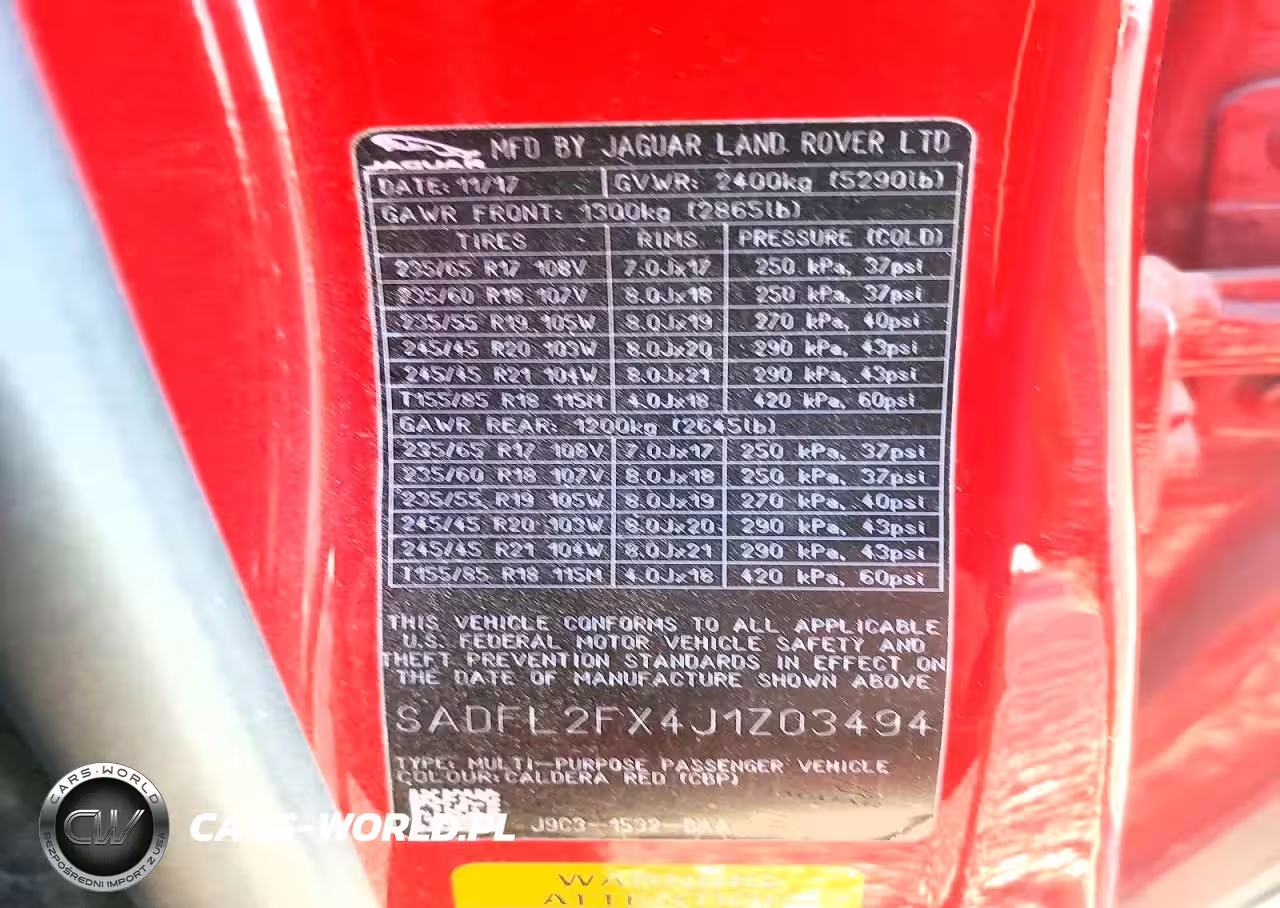 JAGUAR MFD BY JAGUAR LAND ROVER LTD
DATE: 11/17 GVWR: 2400kg (5290lb)
GAWR FRONT: 1300kg (2865lb)
TIRES RIMS PRESSURE (COLD)
235/65 R17 108V 7.0Jx17 250 kPa, 37psi
235/60 R18 107V 8.0Jx18 250 kPa, 37psi
235/55 R19 105W 8.0Jx19 270 kPa, 40psi
245/45 R20 103W 8.0Jx20 290 kPa, 43psi
245/45 R21 104W 8.0Jx21 290 kPa, 43psi
T155/85 R18 115M 4.0Jx18 420 kPa, 60psi
GAWR REAR: 1200kg (2645lb)
235/65 R17 108V 7.0Jx17 250 kPa, 37psi
235/60 R18 107V 8.0Jx18 250 kPa, 37psi
235/55 R19 105W 8.0Jx19 270 kPa, 40psi
245/45 R20 103W 8.0Jx20 290 kPa, 43psi
245/45 R21 104W 8.0Jx21 290 kPa, 43psi
T155/85 R18 115M 4.0Jx18 420 kPa, 60psi
THIS VEHICLE CONFORMS TO ALL APPLICABLE
U.S. FEDERAL MOTOR VEHICLE SAFETY AND
THEFT PREVENTION STANDARDS IN EFFECT ON
THE DATE OF MANUFACTURE SHOWN ABOVE
SADFL2FX4J1Z03494
TYPE: MULTI-PURPOSE PASSENGER VEHICLE
COLOUR: CALDERA RED (CBP)
CARS-WORLD
CW
BEZPOŚREDNI IMPORT Z USA
CARS-WORLD.PL
WARNING